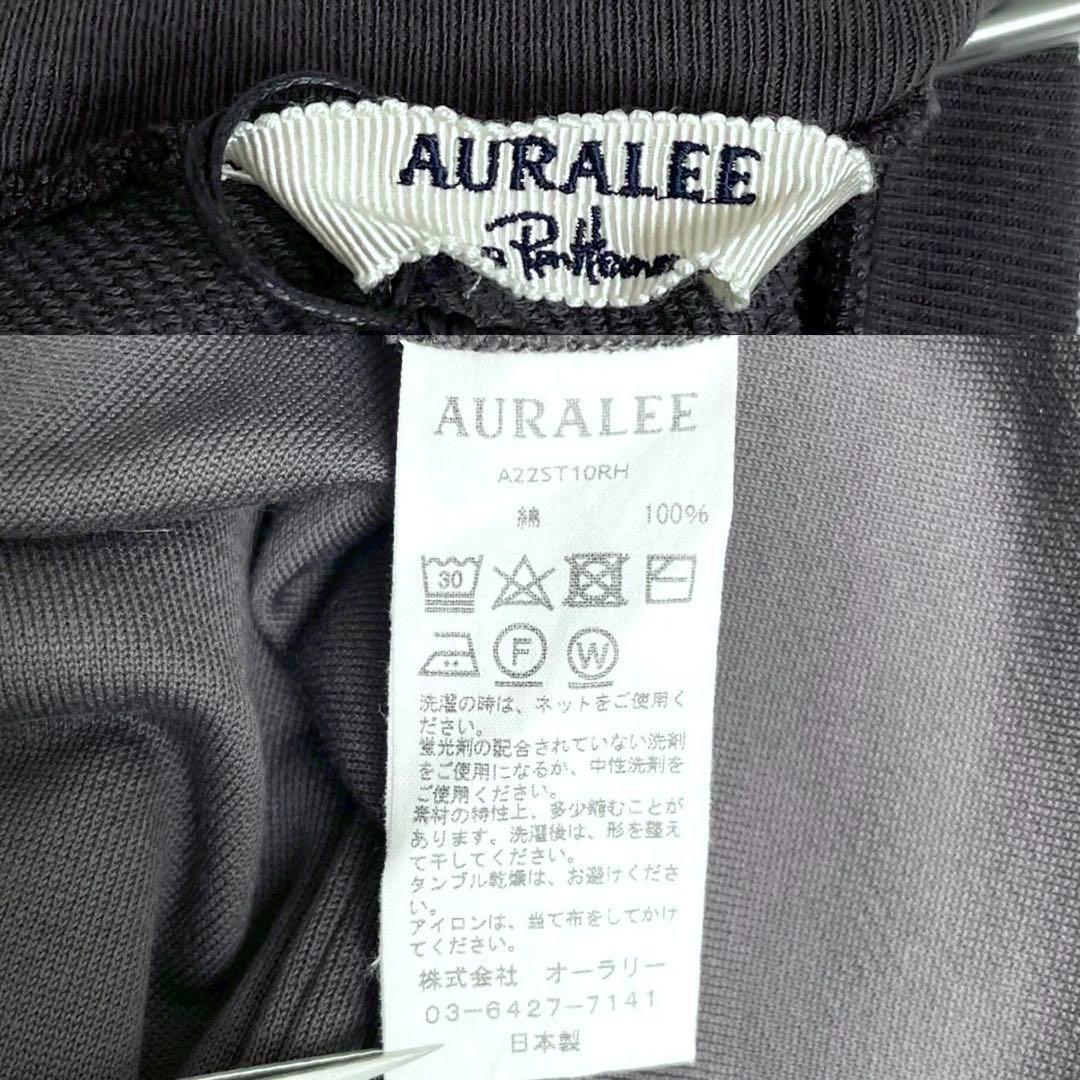 AURALEE
Ron Herman
AURALEE
A22ST10RH
綿 100%
30
F W
洗濯の時は、ネットをご使用く
ださい。
蛍光剤の配合されていない洗剤
をご使用になるか、中性洗剤を
ご使用ください。
素材の特性上、多少縮むことが
あります。洗濯後は、形を整え
て干してください。
タンブル乾燥は、お避けくださ
い。
アイロンは、当て布をしてかけ
てください。
株式会社 オーラリー
03-6427-7141
日本製